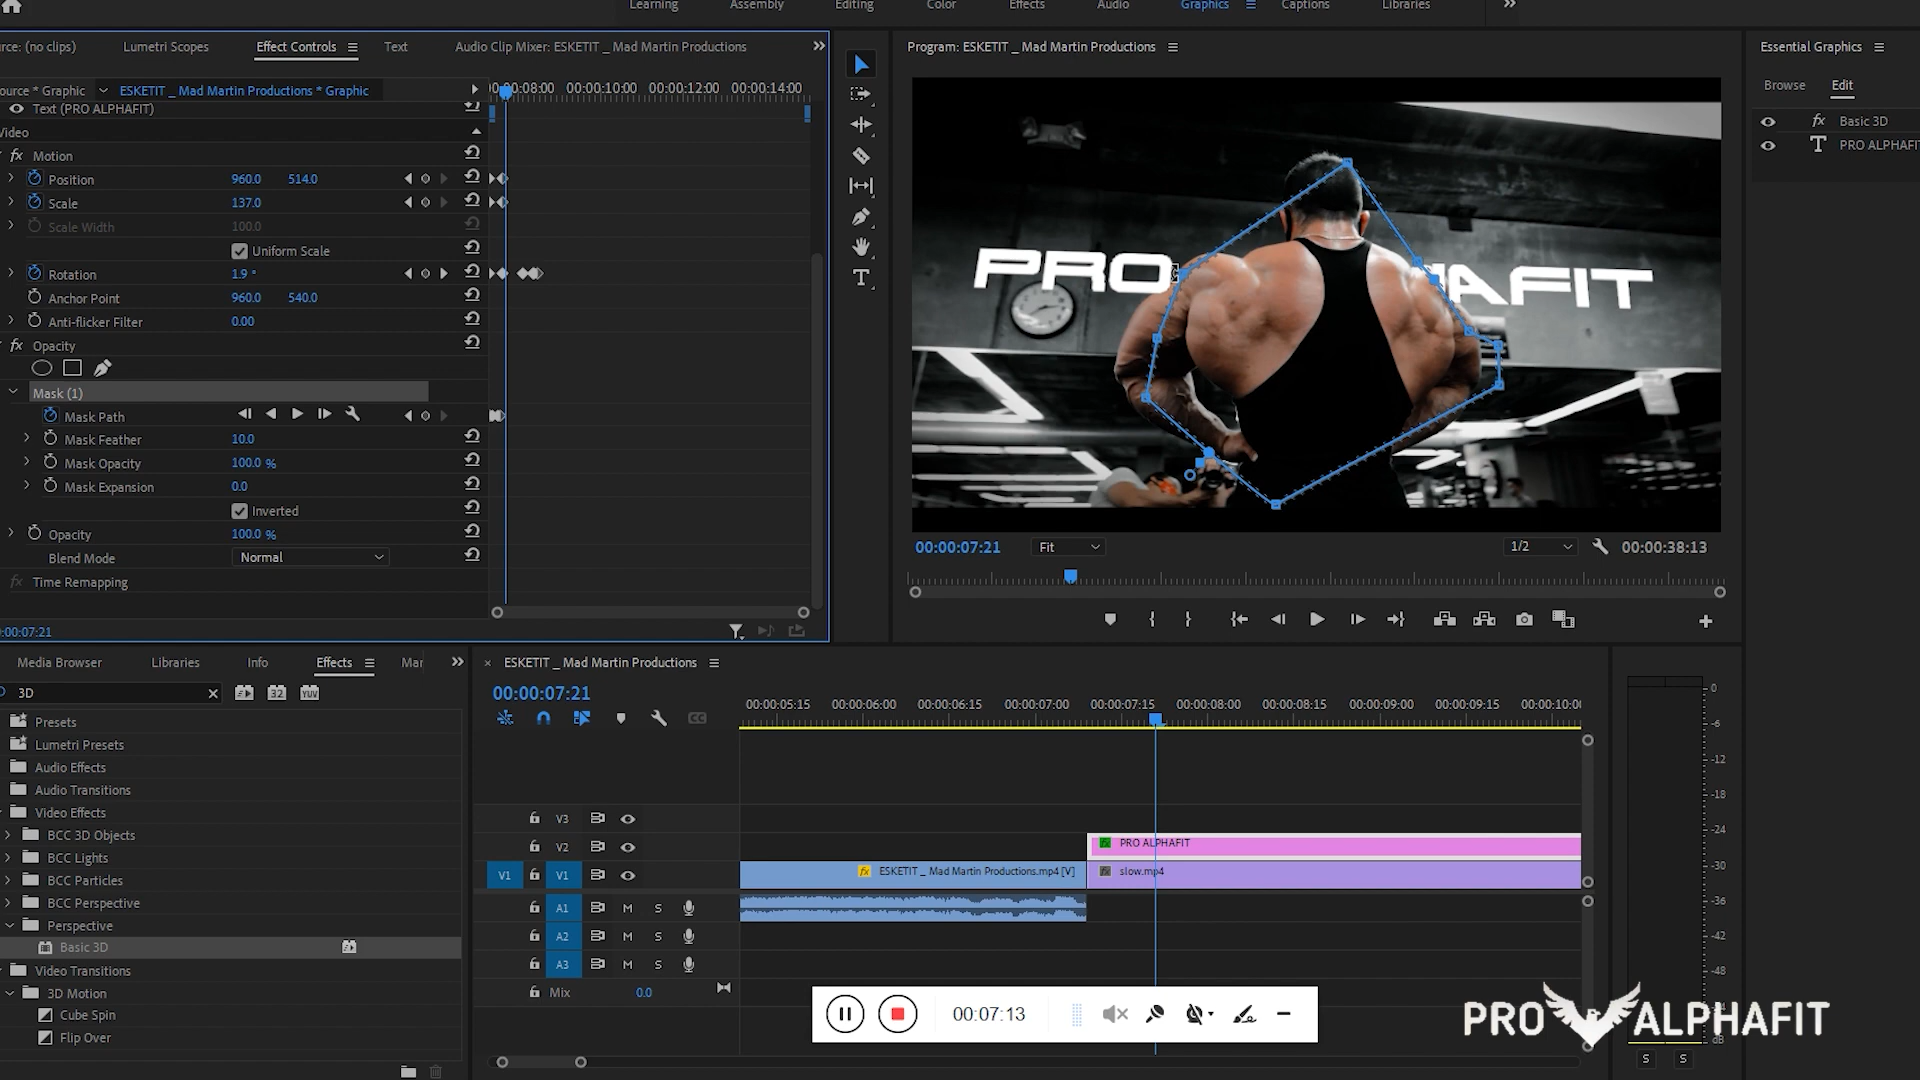 Learning Assembly Editing Color Effects Audio Graphics Captions Libraries
rce: (no clips) Lumetri Scopes Effect Controls Text Audio Clip Mixer: ESKETIT _ Mad Martin Productions
ource * Graphic ESKETIT _ Mad Martin Productions * Graphic
00:00:10:00 00:00:12:00 00:00:14:00
Text (PRO ALPHAFIT)
Video
fx Motion
Position 960.0 514.0
Scale 137.0
Scale Width 100.0
Uniform Scale
Rotation 1.9 °
Anchor Point 960.0 540.0
Anti-flicker Filter 0.00
fx Opacity
Mask (1)
Mask Path
Mask Feather 10.0
Mask Opacity 100.0 %
Mask Expansion 0.0
Inverted
Opacity 100.0 %
Blend Mode Normal
fx Time Remapping
:00:07:21
Program: ESKETIT _ Mad Martin Productions
PRO HAFIT
00:00:07:21 Fit 1/2 00:00:38:13
Essential Graphics
Browse Edit
fx Basic 3D
T PRO ALPHAFI
Media Browser Libraries Info Effects Mar
3D
32 YUV
Presets
Lumetri Presets
Audio Effects
Audio Transitions
Video Effects
BCC 3D Objects
BCC Lights
BCC Particles
BCC Perspective
Perspective
Basic 3D
Video Transitions
3D Motion
Cube Spin
Flip Over
ESKETIT _ Mad Martin Productions
00:00:07:21
00:00:05:15 00:00:06:00 00:00:06:15 00:00:07:00 00:00:07:15 00:00:08:00 00:00:08:15 00:00:09:00 00:00:09:15 00:00:10:0
V3
V2 PRO ALPHAFIT
V1 V1 fx ESKETIT _ Mad Martin Productions.mp4 [V] fx slow.mp4
A1 M S
A2 M S
A3 M S
Mix 0.0
00:07:13
0
-6
-12
-18
-24
-30
-36
-42
-48
dB
S S
PRO ALPHAFIT